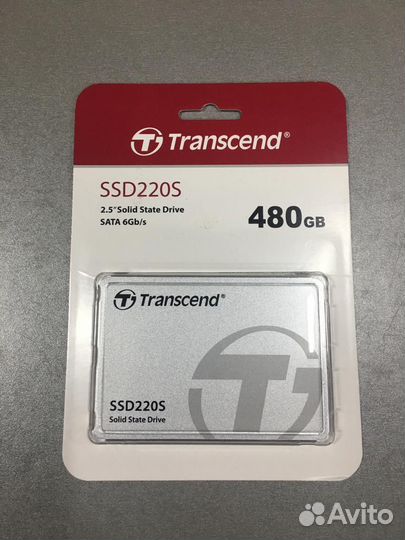 Transcend®
SSD220S
2.5" Solid State Drive
SATA 6Gb/s
480GB
Transcend®
SSD220S
Solid State Drive
Avito